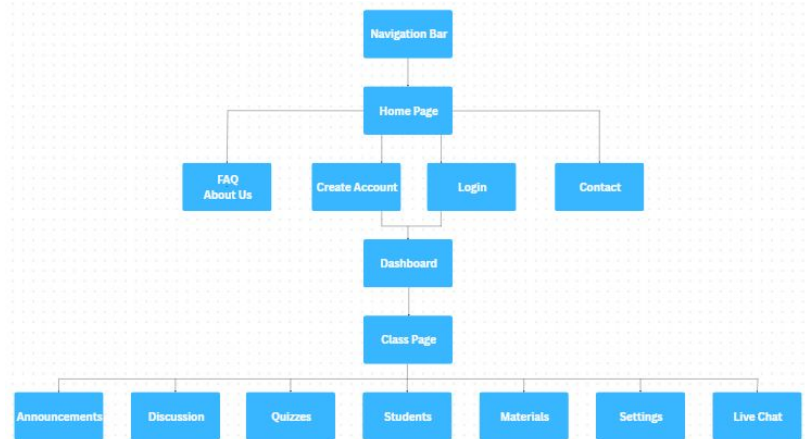 Navigation Bar
Home Page
FAQ
About Us
Create Account
Login
Contact
Dashboard
Class Page
Announcements
Discussion
Quizzes
Students
Materials
Settings
Live Chat